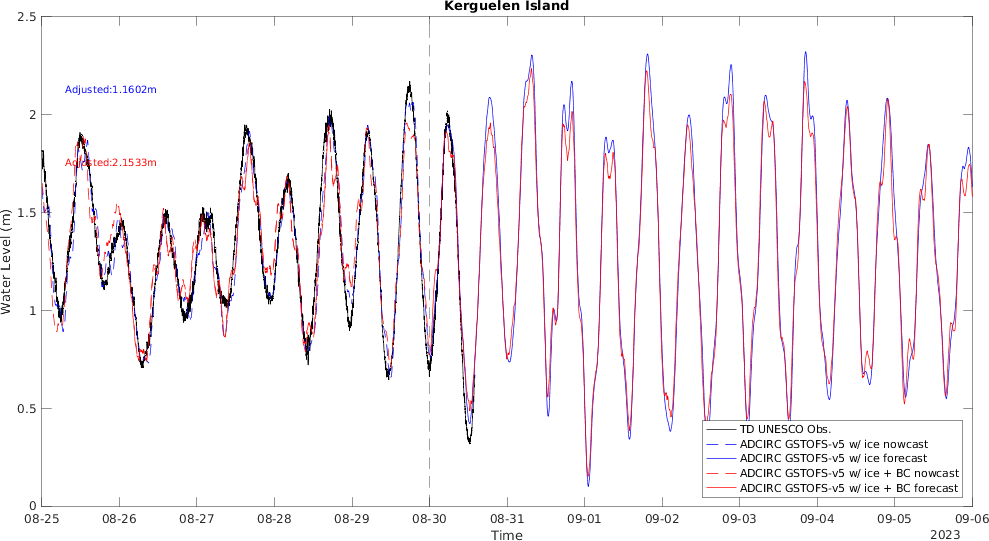 Kerguelen Island
2.5
2
1.5
1
0.5
0
Water Level (m)
Adjusted:1.1602m
Adjusted:2.1533m
TD UNESCO Obs.
ADCIRC GSTOFS-v5 w/ ice nowcast
ADCIRC GSTOFS-v5 w/ ice forecast
ADCIRC GSTOFS-v5 w/ ice + BC nowcast
ADCIRC GSTOFS-v5 w/ ice + BC forecast
08-25 08-26 08-27 08-28 08-29 08-30 08-31 09-01 09-02 09-03 09-04 09-05 09-06
Time
2023